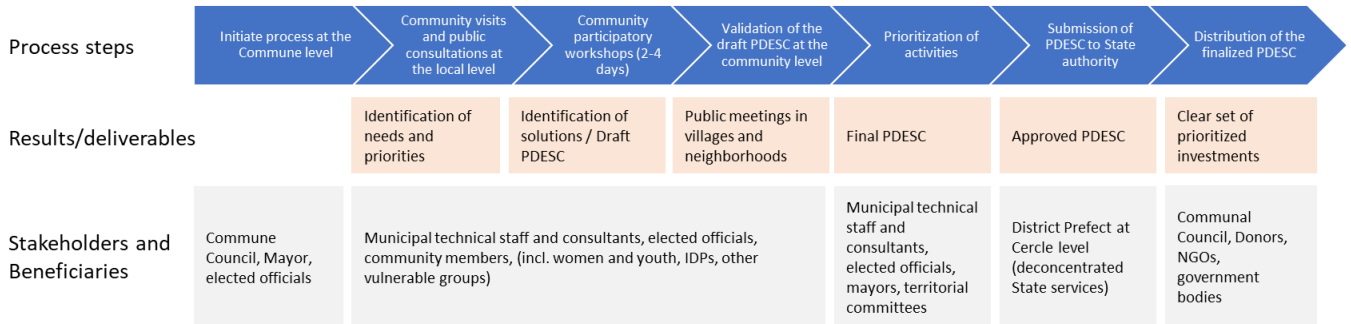 Process steps
Initiate process at the
Commune level
Community visits
and public
consultations at
the local level
Community
participatory
workshops (2-4
days)
Validation of the
draft PDESC at the
community level
Prioritization of
activities
Submission of
PDESC to State
authority
Distribution of the
finalized PDESC
Results/deliverables
Identification of
needs and
priorities
Identification of
solutions / Draft
PDESC
Public meetings in
villages and
neighborhoods
Final PDESC
Approved PDESC
Clear set of
prioritized
investments
Stakeholders and
Beneficiaries
Commune
Council, Mayor,
elected officials
Municipal technical staff and consultants, elected officials,
community members, (incl. women and youth, IDPs, other
vulnerable groups)
Municipal technical
staff and
consultants,
elected officials,
mayors, territorial
committees
District Prefect at
Cercle level
(deconcentrated
State services)
Communal
Council, Donors,
NGOs,
government
bodies